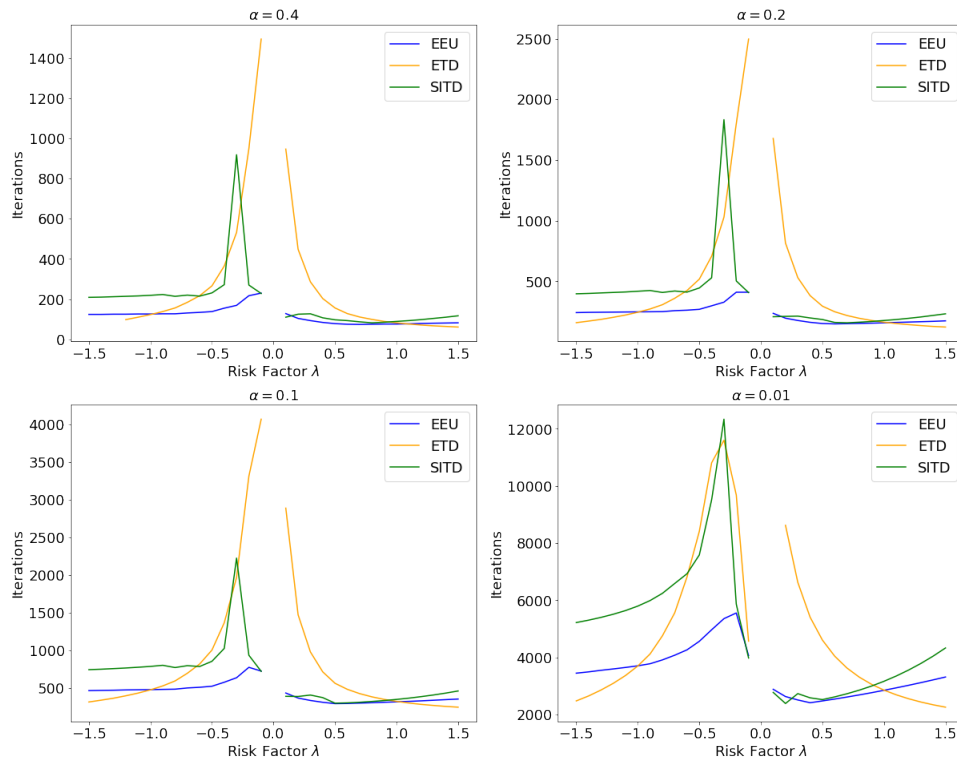 α = 0.4
1400
1200
1000
800
600
400
200
0
Iterations
EEU
ETD
SITD
−1.5 −1.0 −0.5 0.0 0.5 1.0 1.5
Risk Factor λ
α = 0.2
2500
2000
1500
1000
500
Iterations
EEU
ETD
SITD
−1.5 −1.0 −0.5 0.0 0.5 1.0 1.5
Risk Factor λ
α = 0.1
4000
3500
3000
2500
2000
1500
1000
500
Iterations
EEU
ETD
SITD
−1.5 −1.0 −0.5 0.0 0.5 1.0 1.5
Risk Factor λ
α = 0.01
12000
10000
8000
6000
4000
2000
Iterations
EEU
ETD
SITD
−1.5 −1.0 −0.5 0.0 0.5 1.0 1.5
Risk Factor λ